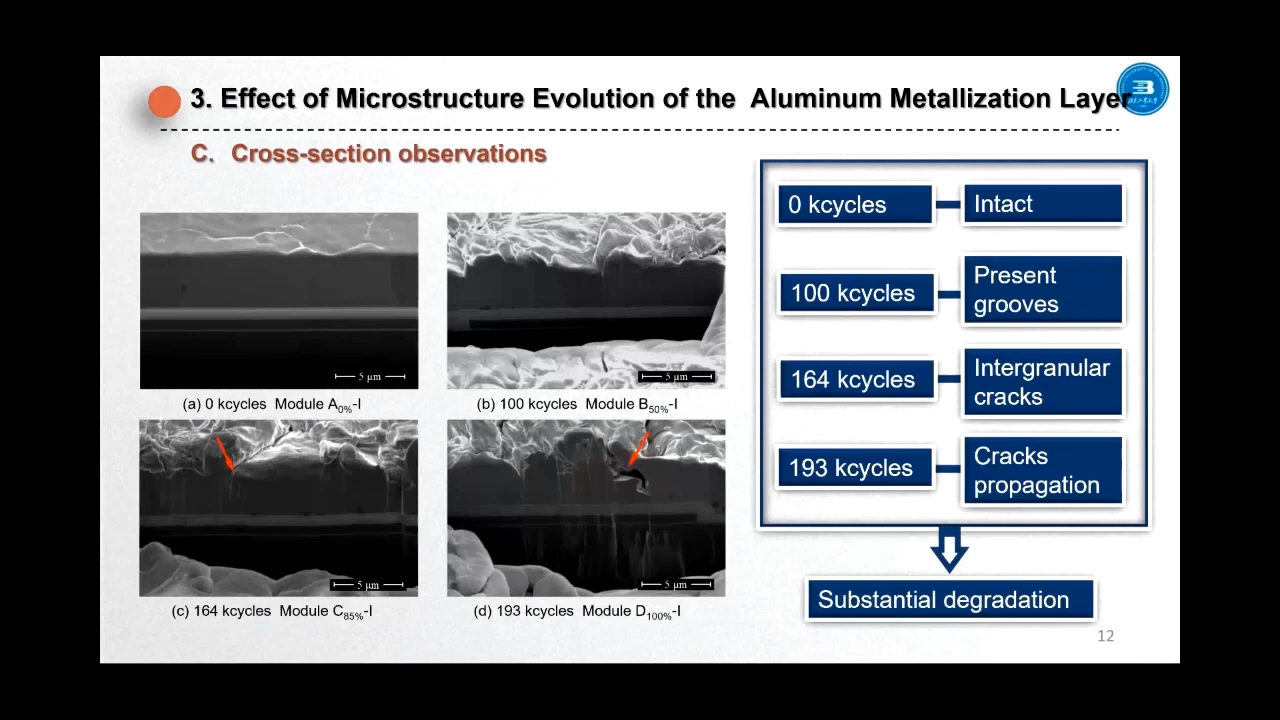 3. Effect of Microstructure Evolution of the Aluminum Metallization Layer
C. Cross-section observations
5 μm
5 μm
(a) 0 kcycles Module A0%-I
(b) 100 kcycles Module B50%-I
5 μm
5 μm
(c) 164 kcycles Module C85%-I
(d) 193 kcycles Module D100%-I
0 kcycles
Intact
100 kcycles
Present
grooves
164 kcycles
Intergranular
cracks
193 kcycles
Cracks
propagation
Substantial degradation
12